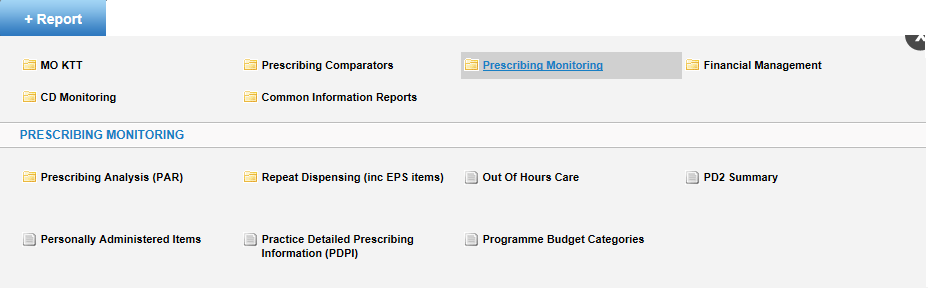 + Report
MO KTT
Prescribing Comparators
Prescribing Monitoring
Financial Management
CD Monitoring
Common Information Reports
PRESCRIBING MONITORING
Prescribing Analysis (PAR)
Repeat Dispensing (inc EPS items)
Out Of Hours Care
PD2 Summary
Personally Administered Items
Practice Detailed Prescribing
Information (PDPI)
Programme Budget Categories